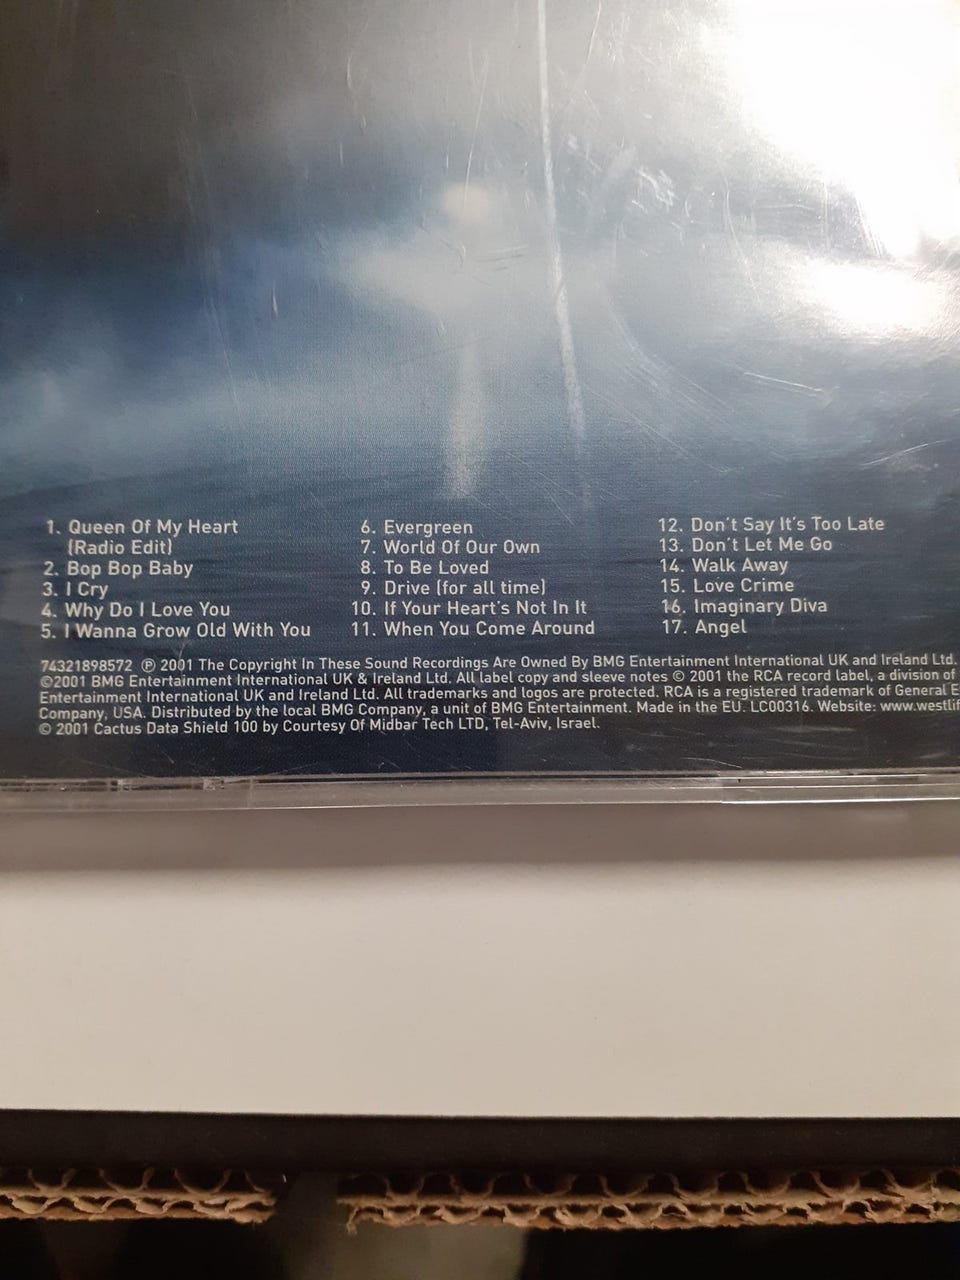 1. Queen Of My Heart
(Radio Edit)
2. Bop Bop Baby
3. I Cry
4. Why Do I Love You
5. I Wanna Grow Old With You
6. Evergreen
7. World Of Our Own
8. To Be Loved
9. Drive (for all time)
10. If Your Heart's Not In It
11. When You Come Around
12. Don't Say It's Too Late
13. Don't Let Me Go
14. Walk Away
15. Love Crime
16. Imaginary Diva
17. Angel
74321898572 ℗ 2001 The Copyright In These Sound Recordings Are Owned By BMG Entertainment International UK and Ireland Ltd.
©2001 BMG Entertainment International UK & Ireland Ltd. All label copy and sleeve notes © 2001 the RCA record label, a division of
Entertainment International UK and Ireland Ltd. All trademarks and logos are protected. RCA is a registered trademark of General E
Company, USA. Distributed by the local BMG Company, a unit of BMG Entertainment. Made in the EU. LC00316. Website: www.westlif
© 2001 Cactus Data Shield 100 by Courtesy Of Midbar Tech LTD, Tel-Aviv, Israel.